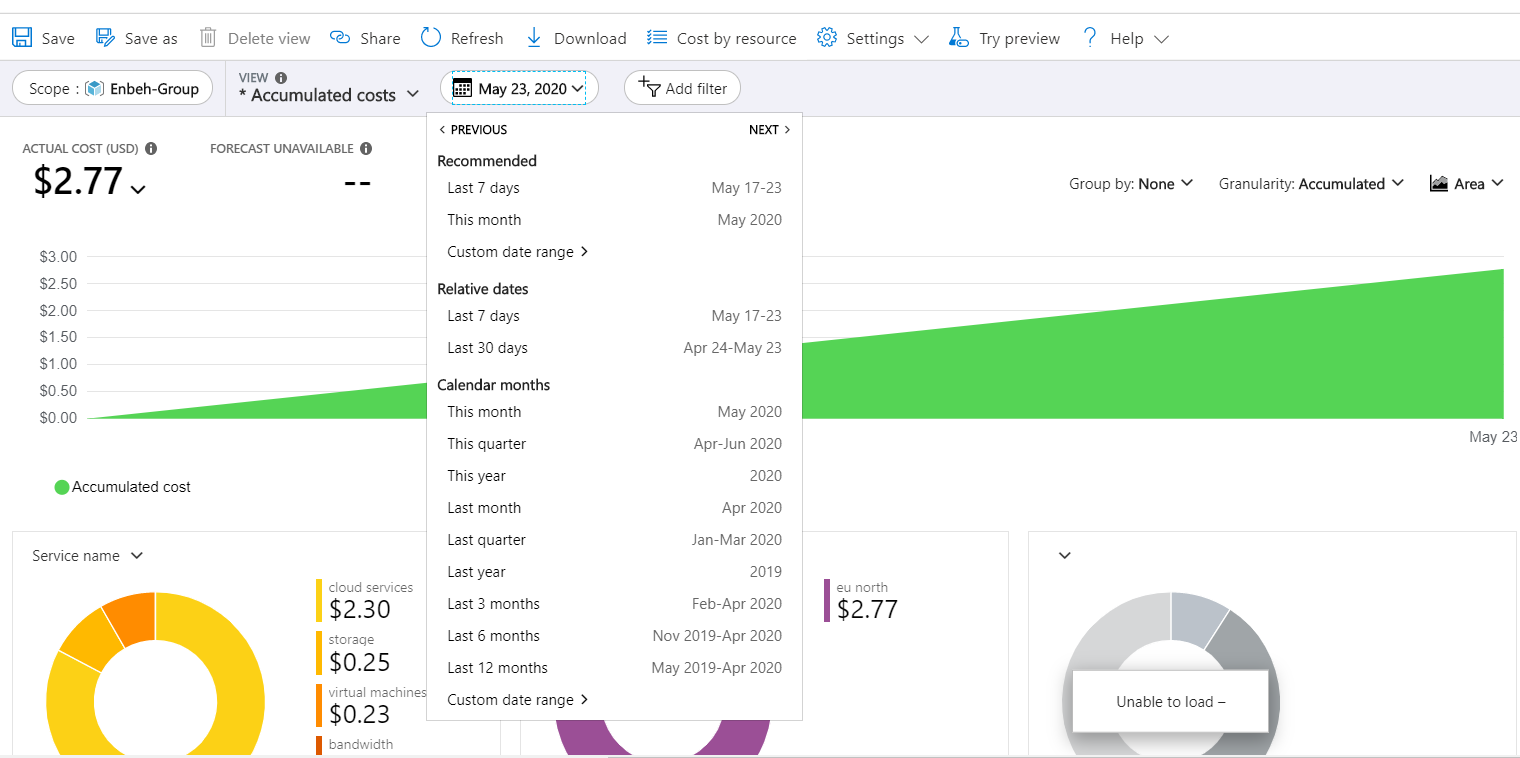 Save Save as Delete view Share Refresh Download Cost by resource Settings Try preview ? Help
Scope : Enbeh-Group
VIEW
* Accumulated costs
May 23, 2020
Add filter
ACTUAL COST (USD)
$2.77
FORECAST UNAVAILABLE
--
< PREVIOUS NEXT >
Recommended
Last 7 days May 17-23
This month May 2020
Custom date range >
Relative dates
Last 7 days May 17-23
Last 30 days Apr 24-May 23
Calendar months
This month May 2020
This quarter Apr-Jun 2020
This year 2020
Last month Apr 2020
Last quarter Jan-Mar 2020
Last year 2019
Last 3 months Feb-Apr 2020
Last 6 months Nov 2019-Apr 2020
Last 12 months May 2019-Apr 2020
Custom date range >
Group by: None Granularity: Accumulated Area
$3.00
$2.50
$2.00
$1.50
$1.00
$0.50
$0.00
May 23
Accumulated cost
Service name
cloud services
$2.30
storage
$0.25
virtual machines
$0.23
bandwidth
eu north
$2.77
Unable to load –